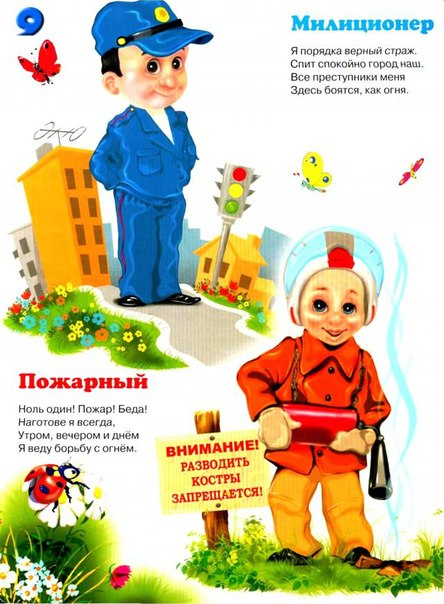 9
Милиционер
Я порядка верный страж.
Спит спокойно город наш.
Все преступники меня
Здесь боятся, как огня.
Пожарный
Ноль один! Пожар! Беда!
Наготове я всегда,
Утром, вечером и днём
Я веду борьбу с огнём.
ВНИМАНИЕ!
РАЗВОДИТЬ
КОСТРЫ
ЗАПРЕЩАЕТСЯ!